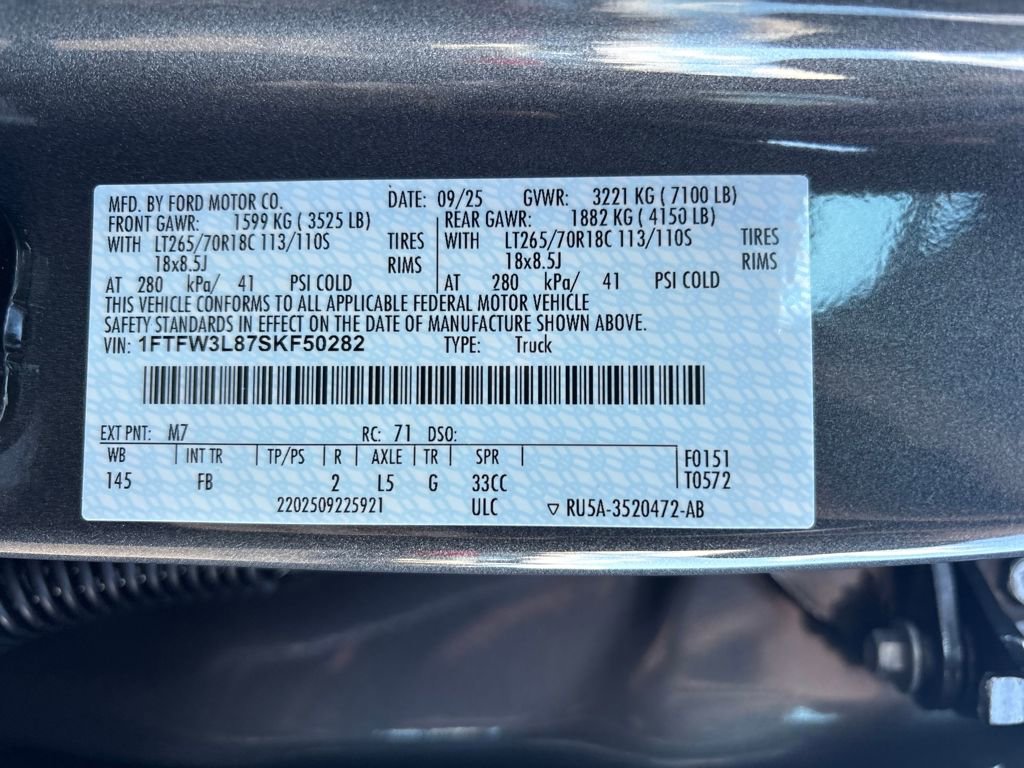 MFD. BY FORD MOTOR CO. DATE: 09/25 GVWR: 3221 KG ( 7100 LB)
FRONT GAWR: 1599 KG ( 3525 LB) REAR GAWR: 1882 KG ( 4150 LB)
WITH LT265/70R18C 113/110S TIRES WITH LT265/70R18C 113/110S TIRES
18x8.5J RIMS 18x8.5J RIMS
AT 280 kPa/ 41 PSI COLD AT 280 kPa/ 41 PSI COLD
THIS VEHICLE CONFORMS TO ALL APPLICABLE FEDERAL MOTOR VEHICLE
SAFETY STANDARDS IN EFFECT ON THE DATE OF MANUFACTURE SHOWN ABOVE.
VIN: 1FTFW3L87SKF50282 TYPE: Truck
EXT PNT: M7 RC: 71 DSO:
WB INT TR TP/PS R AXLE TR SPR F0151
145 FB 2 L5 G 33CC T0572
2202509225921 ULC ▽ RU5A-3520472-AB